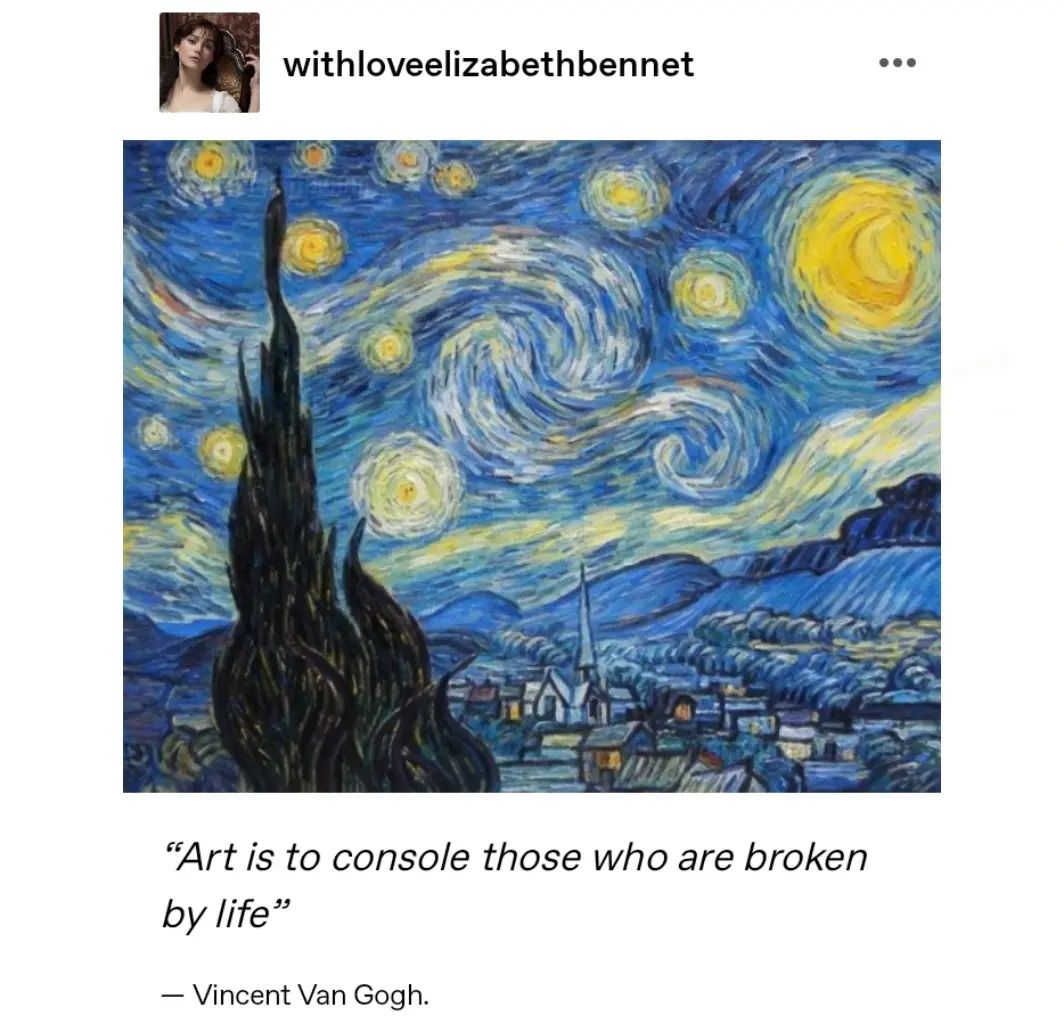 withloveelizabethbennet
“Art is to console those who are broken
by life”
— Vincent Van Gogh.